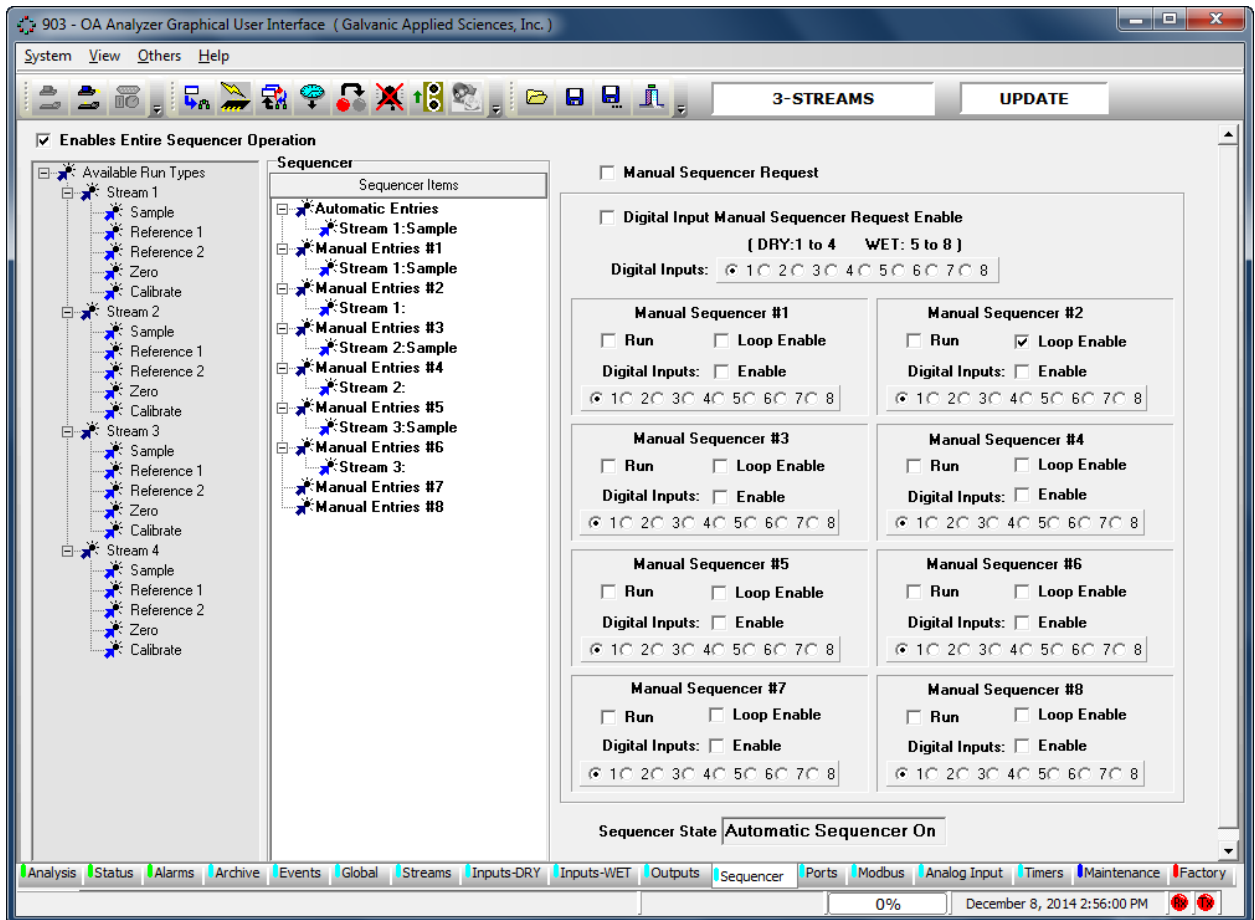 903 - OA Analyzer Graphical User Interface ( Galvanic Applied Sciences, Inc. )
System View Others Help
3-STREAMS UPDATE
Enables Entire Sequencer Operation
Available Run Types
Stream 1
Sample
Reference 1
Reference 2
Zero
Calibrate
Stream 2
Sample
Reference 1
Reference 2
Zero
Calibrate
Stream 3
Sample
Reference 1
Reference 2
Zero
Calibrate
Stream 4
Sample
Reference 1
Reference 2
Zero
Calibrate
Sequencer
Sequencer Items
Automatic Entries
Stream 1:Sample
Manual Entries #1
Stream 1:Sample
Manual Entries #2
Stream 1:
Manual Entries #3
Stream 2:Sample
Manual Entries #4
Stream 2:
Manual Entries #5
Stream 3:Sample
Manual Entries #6
Stream 3:
Manual Entries #7
Manual Entries #8
Manual Sequencer Request
Digital Input Manual Sequencer Request Enable
( DRY:1 to 4 WET: 5 to 8 )
Digital Inputs: 1 2 3 4 5 6 7 8
Manual Sequencer #1
Run Loop Enable
Digital Inputs: Enable
1 2 3 4 5 6 7 8
Manual Sequencer #2
Run Loop Enable
Digital Inputs: Enable
1 2 3 4 5 6 7 8
Manual Sequencer #3
Run Loop Enable
Digital Inputs: Enable
1 2 3 4 5 6 7 8
Manual Sequencer #4
Run Loop Enable
Digital Inputs: Enable
1 2 3 4 5 6 7 8
Manual Sequencer #5
Run Loop Enable
Digital Inputs: Enable
1 2 3 4 5 6 7 8
Manual Sequencer #6
Run Loop Enable
Digital Inputs: Enable
1 2 3 4 5 6 7 8
Manual Sequencer #7
Run Loop Enable
Digital Inputs: Enable
1 2 3 4 5 6 7 8
Manual Sequencer #8
Run Loop Enable
Digital Inputs: Enable
1 2 3 4 5 6 7 8
Sequencer State Automatic Sequencer On
Analysis Status Alarms Archive Events Global Streams Inputs-DRY Inputs-WET Outputs Sequencer Ports Modbus Analog Input Timers Maintenance Factory
0% December 8, 2014 2:56:00 PM Rx Tx